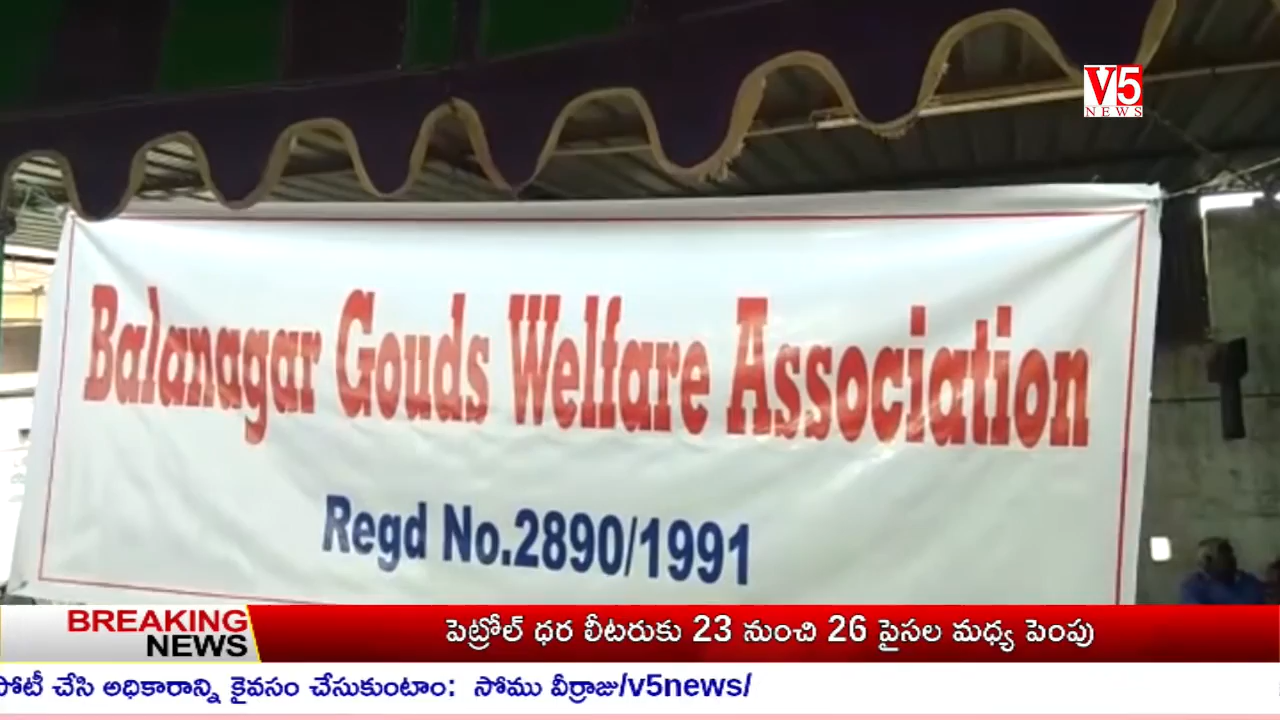 V5
NEWS
Balanagar Gouds Welfare Association
Regd No.2890/1991
BREAKING
NEWS
పెట్రోల్ ధర లీటరుకు 23 నుంచి 26 పైసల మధ్య పెంపు
చేసి అధికారాన్ని కైవసం చేసుకుంటాం: సోము వీర్రాజు/v5news/